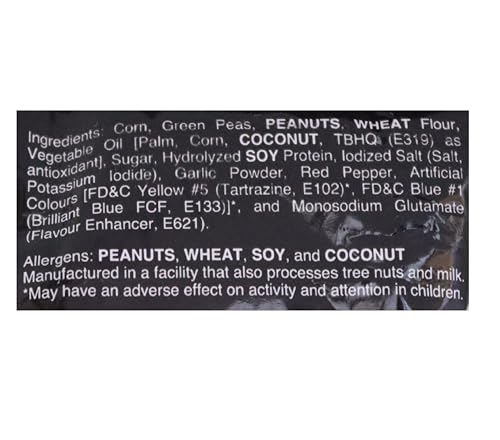 Ingredients: Corn, Green Peas, PEANUTS, WHEAT Flour,
Vegetable Oil [Palm, Corn, COCONUT, TBHQ (E319) as
antioxidant], Sugar, Hydrolyzed SOY Protein, Iodized Salt (Salt,
Potassium Iodide), Garlic Powder, Red Pepper, Artificial
Colours [FD&C Yellow #5 (Tartrazine, E102)*, FD&C Blue #1
(Brilliant Blue FCF, E133)]*, and Monosodium Glutamate
(Flavour Enhancer, E621).
Allergens: PEANUTS, WHEAT, SOY, and COCONUT
Manufactured in a facility that also processes tree nuts and milk.
*May have an adverse effect on activity and attention in children.